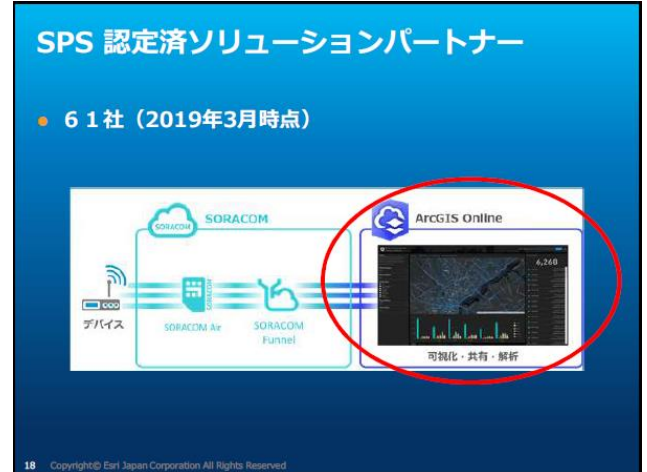 SPS 認定済ソリューションパートナー
● 61社（2019年3月時点）
SORACOM
SORACOM
ArcGIS Online
6,260
SORACOM
デバイス
SORACOM Air
SORACOM
Funnel
可視化・共有・解析
18 Copyright© Esri Japan Corporation All Rights Reserved